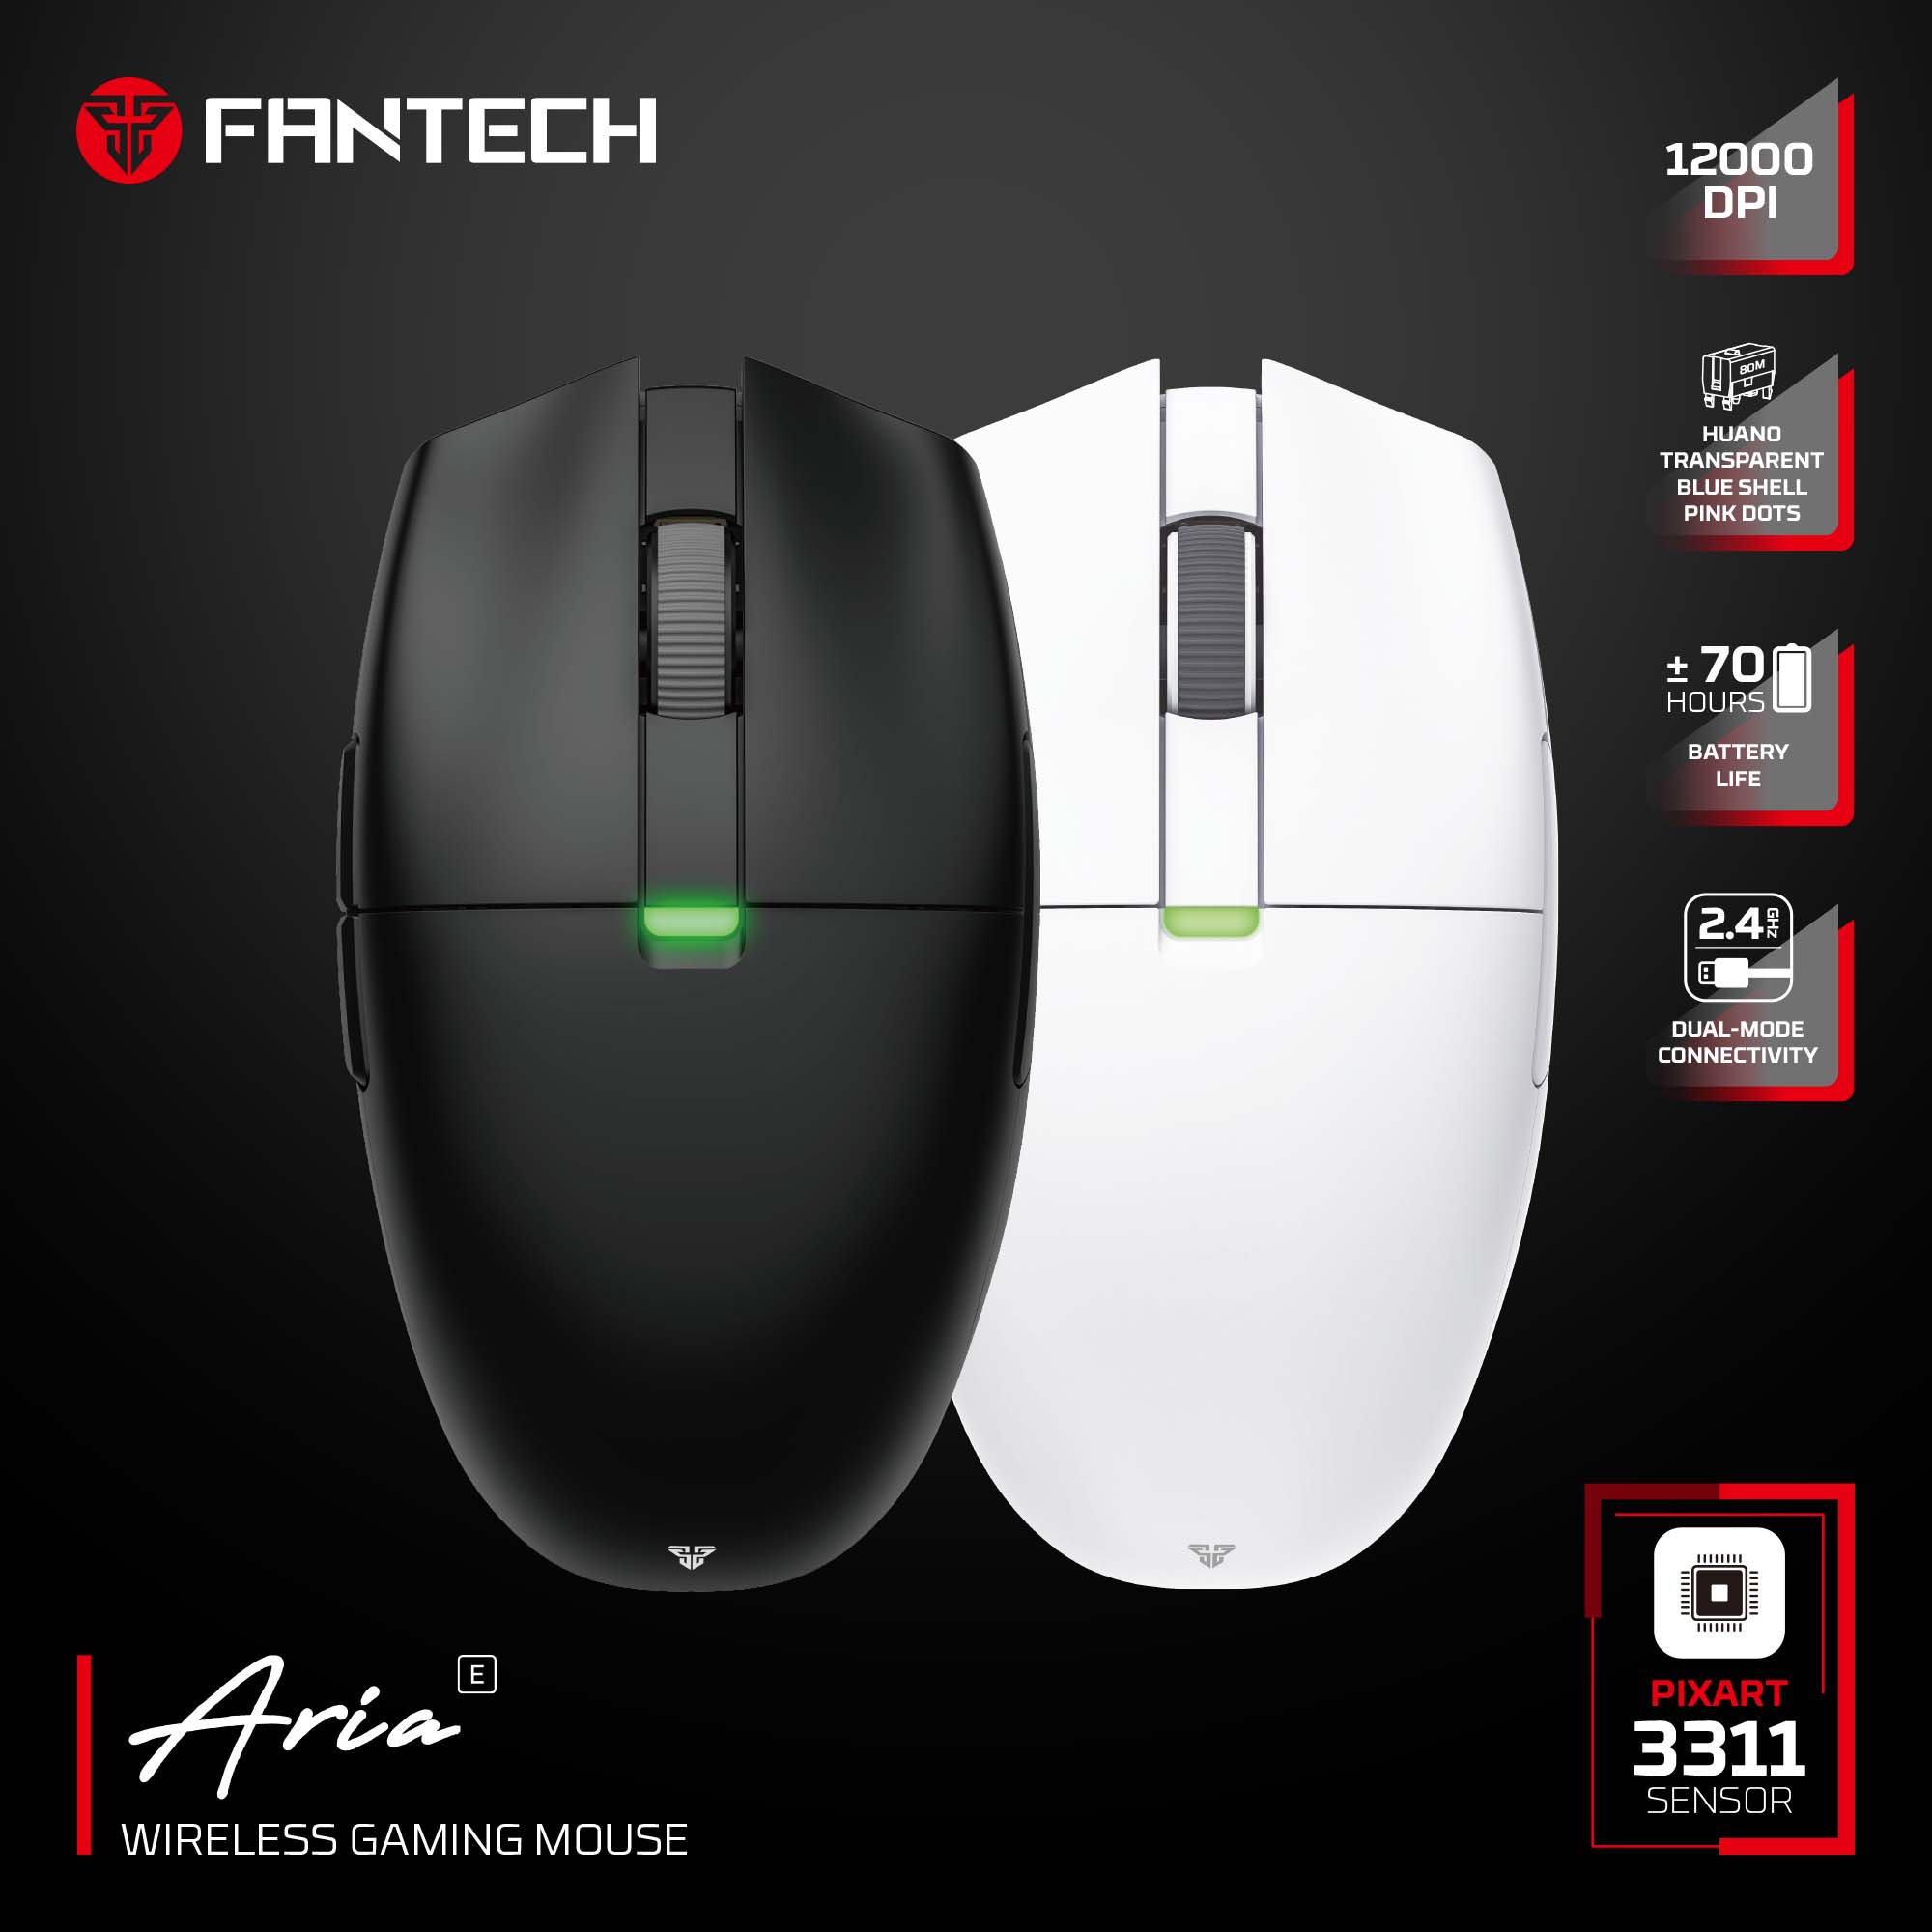 FANTECH
12000
DPI
80M
HUANO
TRANSPARENT
BLUE SHELL
PINK DOTS
± 70
HOURS
BATTERY
LIFE
2.4 GHz
DUAL-MODE
CONNECTIVITY
Aria E
WIRELESS GAMING MOUSE
PIXART
3311
SENSOR